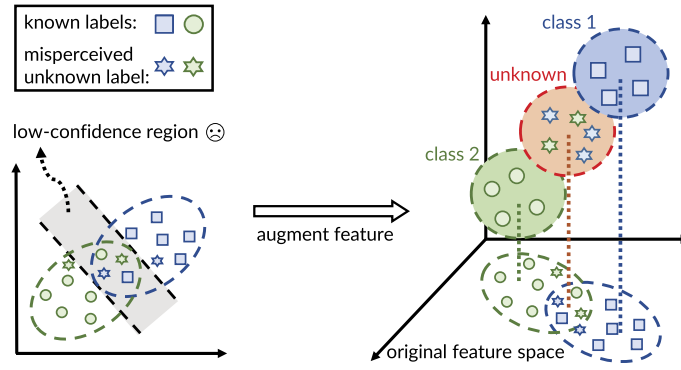 known labels:
misperceived
unknown label:
low-confidence region
augment feature
class 1
unknown
class 2
original feature space